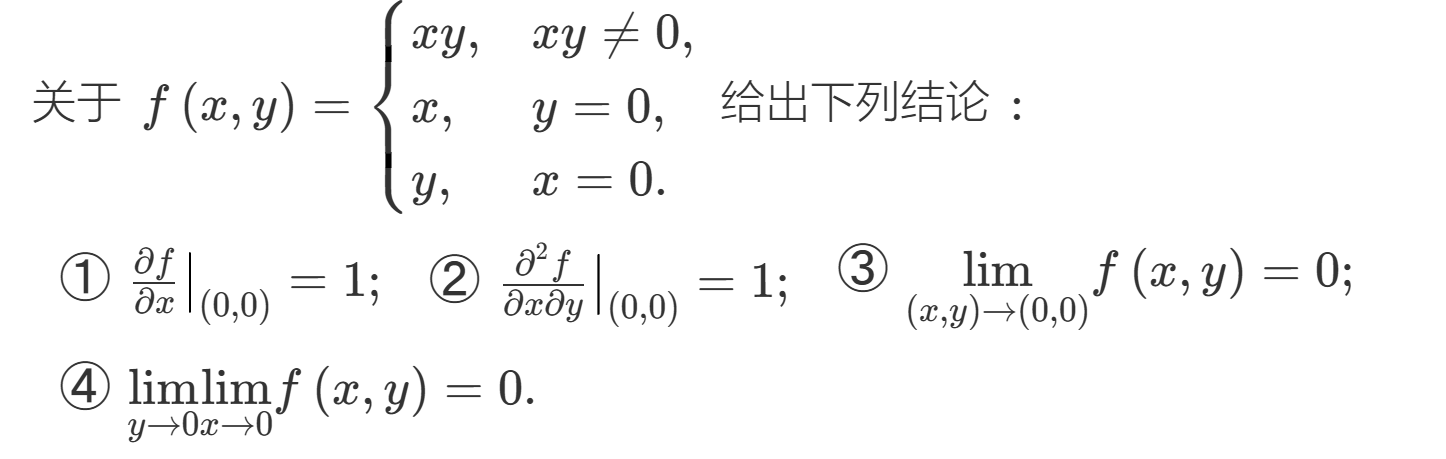 关于 f (x, y) = { xy, xy ≠ 0, x, y = 0, y, x = 0. 给出下列结论：
① ∂f/∂x |(0,0) = 1; ② ∂²f/∂x∂y |(0,0) = 1; ③ lim (x,y)→(0,0) f (x, y) = 0;
④ lim y→0 lim x→0 f (x, y) = 0.